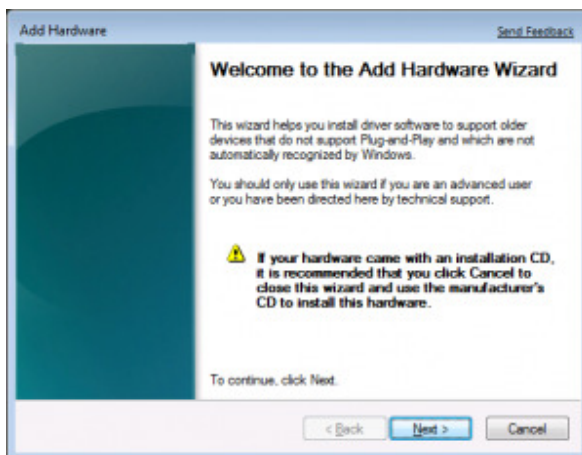 Add Hardware
Send Feedback
Welcome to the Add Hardware Wizard
This wizard helps you install driver software to support older
devices that do not support Plug-and-Play and which are not
automatically recognized by Windows.
You should only use this wizard if you are an advanced user
or you have been directed here by technical support.
If your hardware came with an installation CD,
it is recommended that you click Cancel to
close this wizard and use the manufacturer's
CD to install this hardware.
To continue, click Next.
< Back
Next >
Cancel